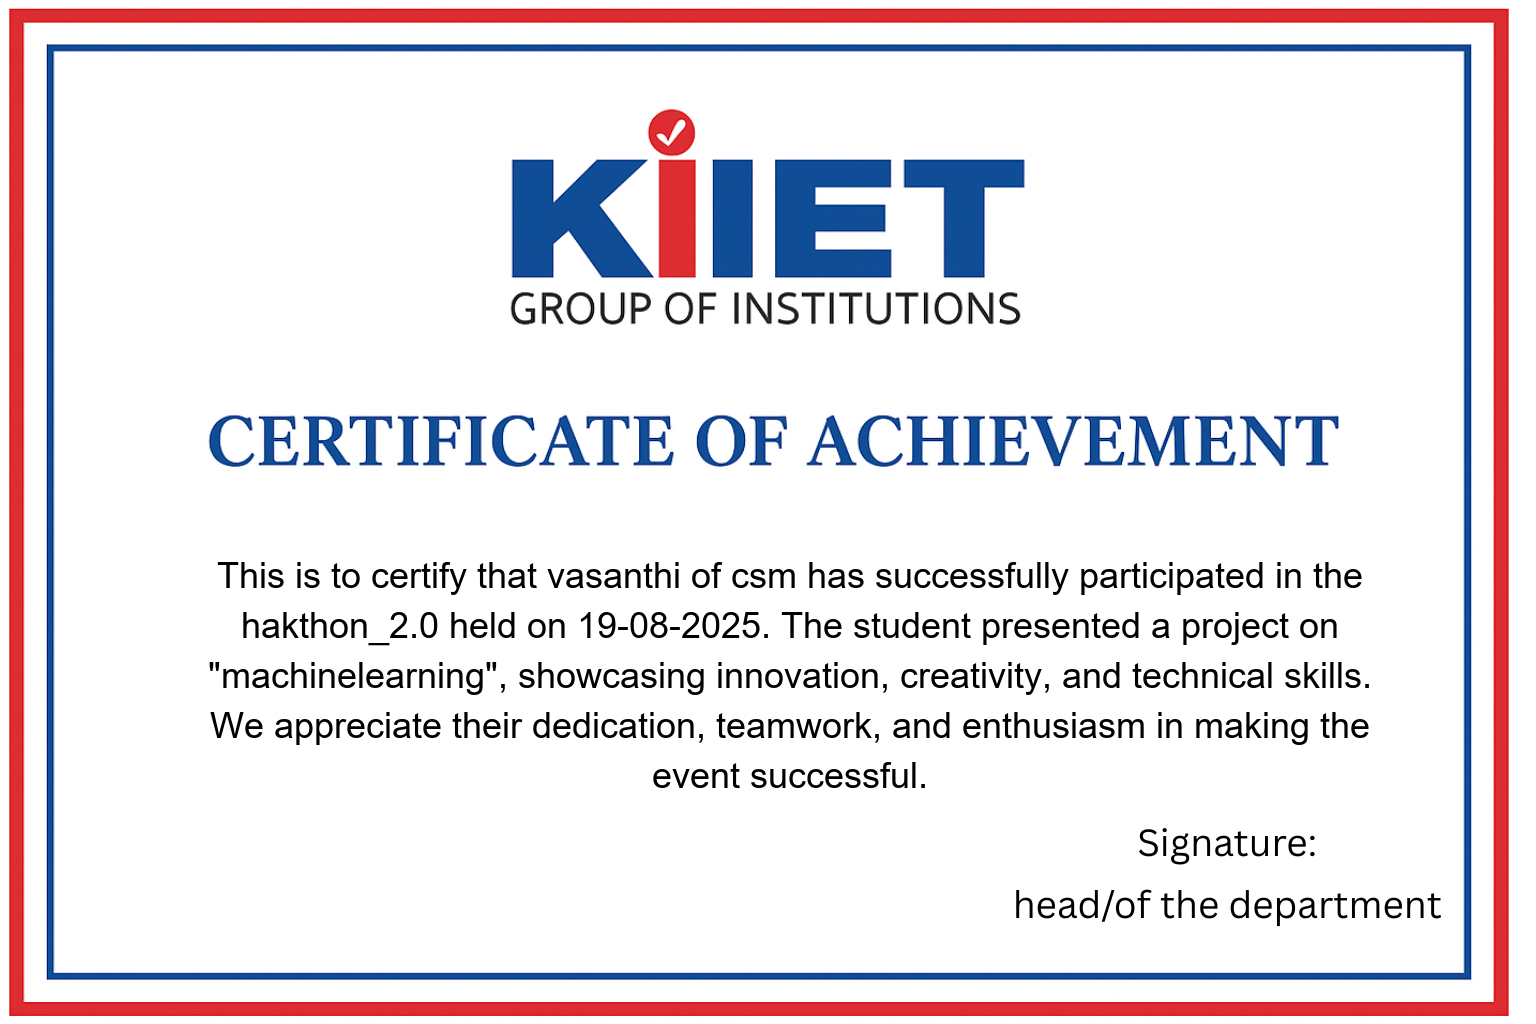 KIIET
GROUP OF INSTITUTIONS
CERTIFICATE OF ACHIEVEMENT
This is to certify that vasanthi of csm has successfully participated in the
hakthon_2.0 held on 19-08-2025. The student presented a project on
"machinelearning", showcasing innovation, creativity, and technical skills.
We appreciate their dedication, teamwork, and enthusiasm in making the
event successful.
Signature:
head/of the department